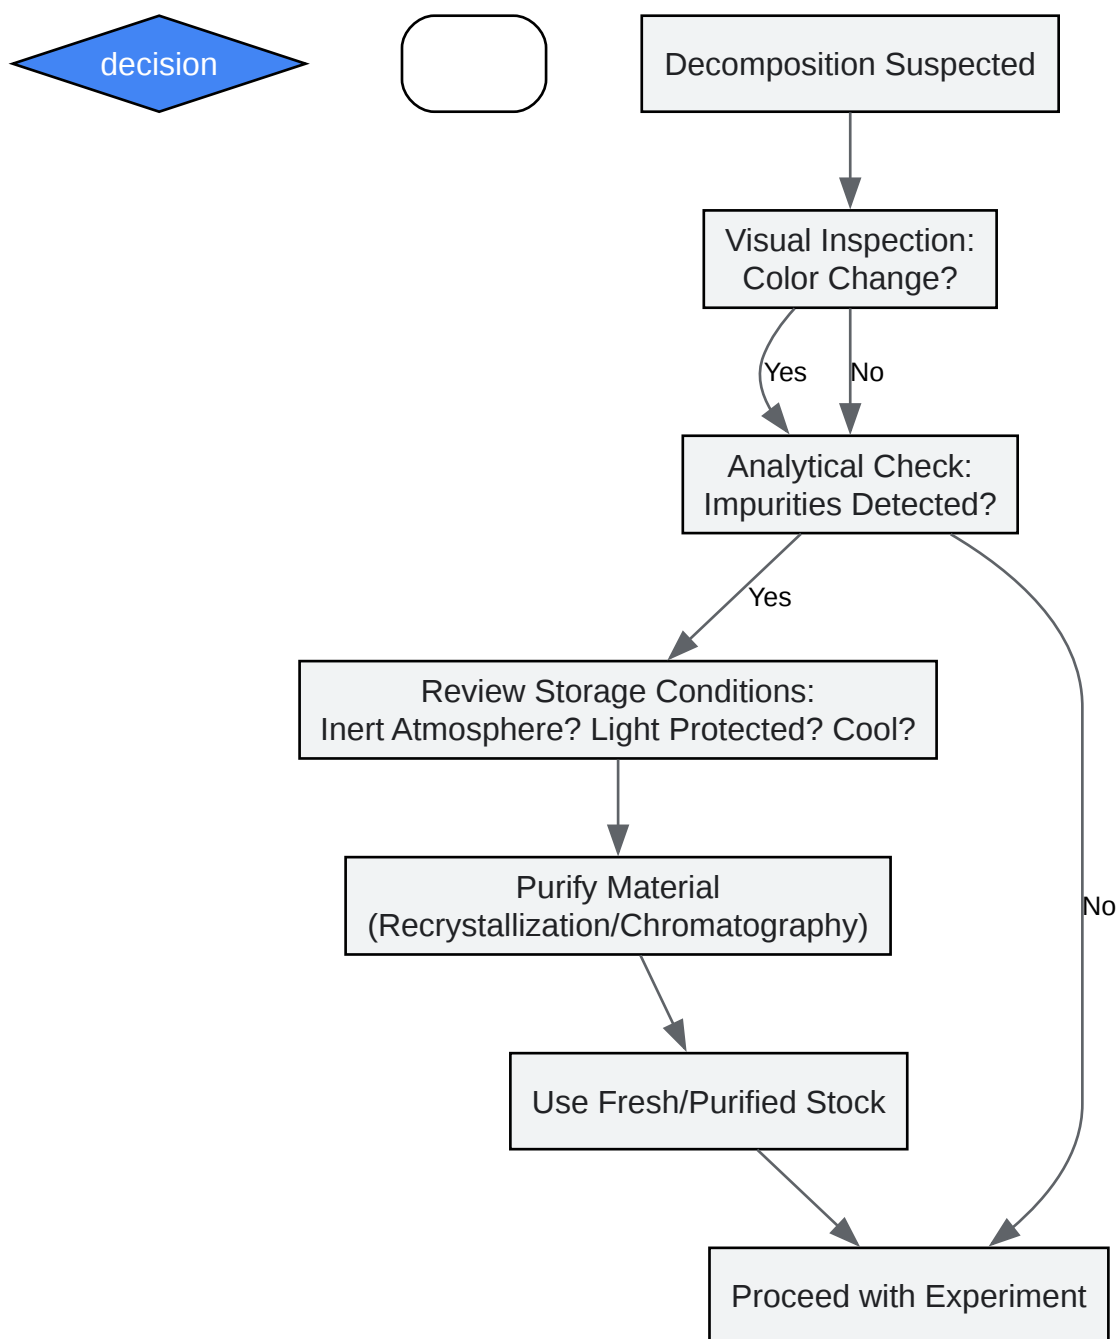 decision
Decomposition Suspected
Visual Inspection:
Color Change?
Yes
No
Analytical Check:
Impurities Detected?
Yes
Review Storage Conditions:
Inert Atmosphere? Light Protected? Cool?
Purify Material
(Recrystallization/Chromatography)
No
Use Fresh/Purified Stock
Proceed with Experiment